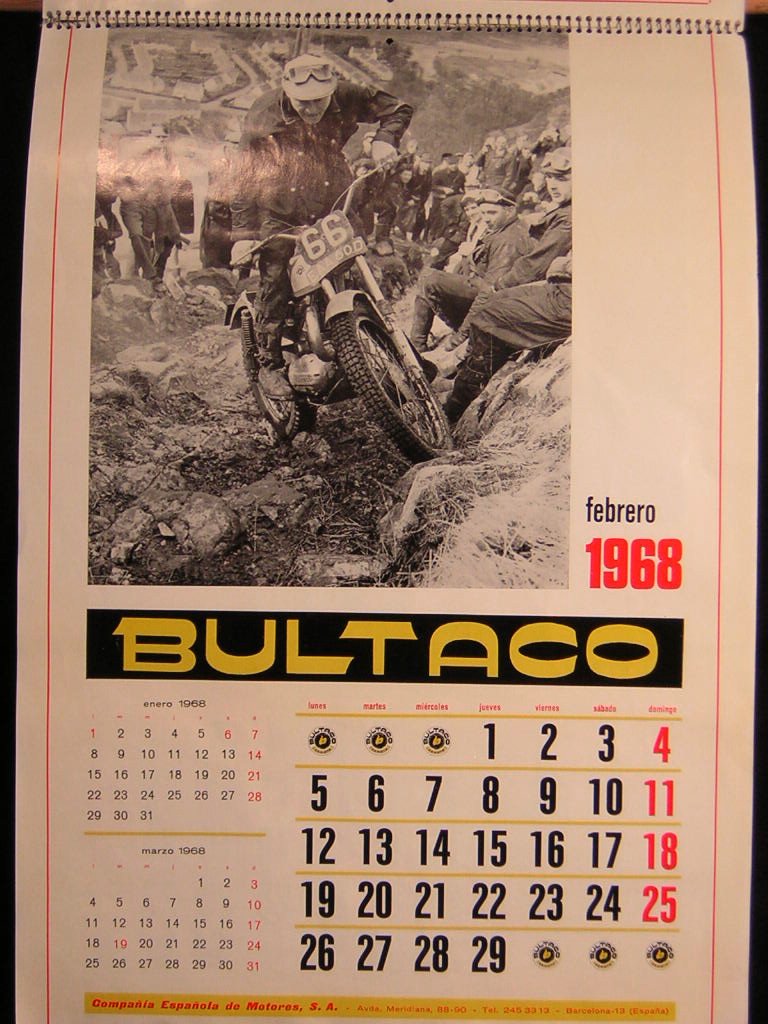 66
febrero
1968
BULTACO
enero 1968
l m m j v s d
1 2 3 4 5 6 7
8 9 10 11 12 13 14
15 16 17 18 19 20 21
22 23 24 25 26 27 28
29 30 31
marzo 1968
1 2 3
4 5 6 7 8 9 10
11 12 13 14 15 16 17
18 19 20 21 22 23 24
25 26 27 28 29 30 31
lunes martes miércoles jueves viernes sábado domingo
BULTACO BULTACO BULTACO 1 2 3 4
5 6 7 8 9 10 11
12 13 14 15 16 17 18
19 20 21 22 23 24 25
26 27 28 29 BULTACO BULTACO BULTACO
Compañía Española de Motores, S. A. - Avda. Meridiana, 88-90 - Tel. 245 33 13 - Barcelona-13 (España)